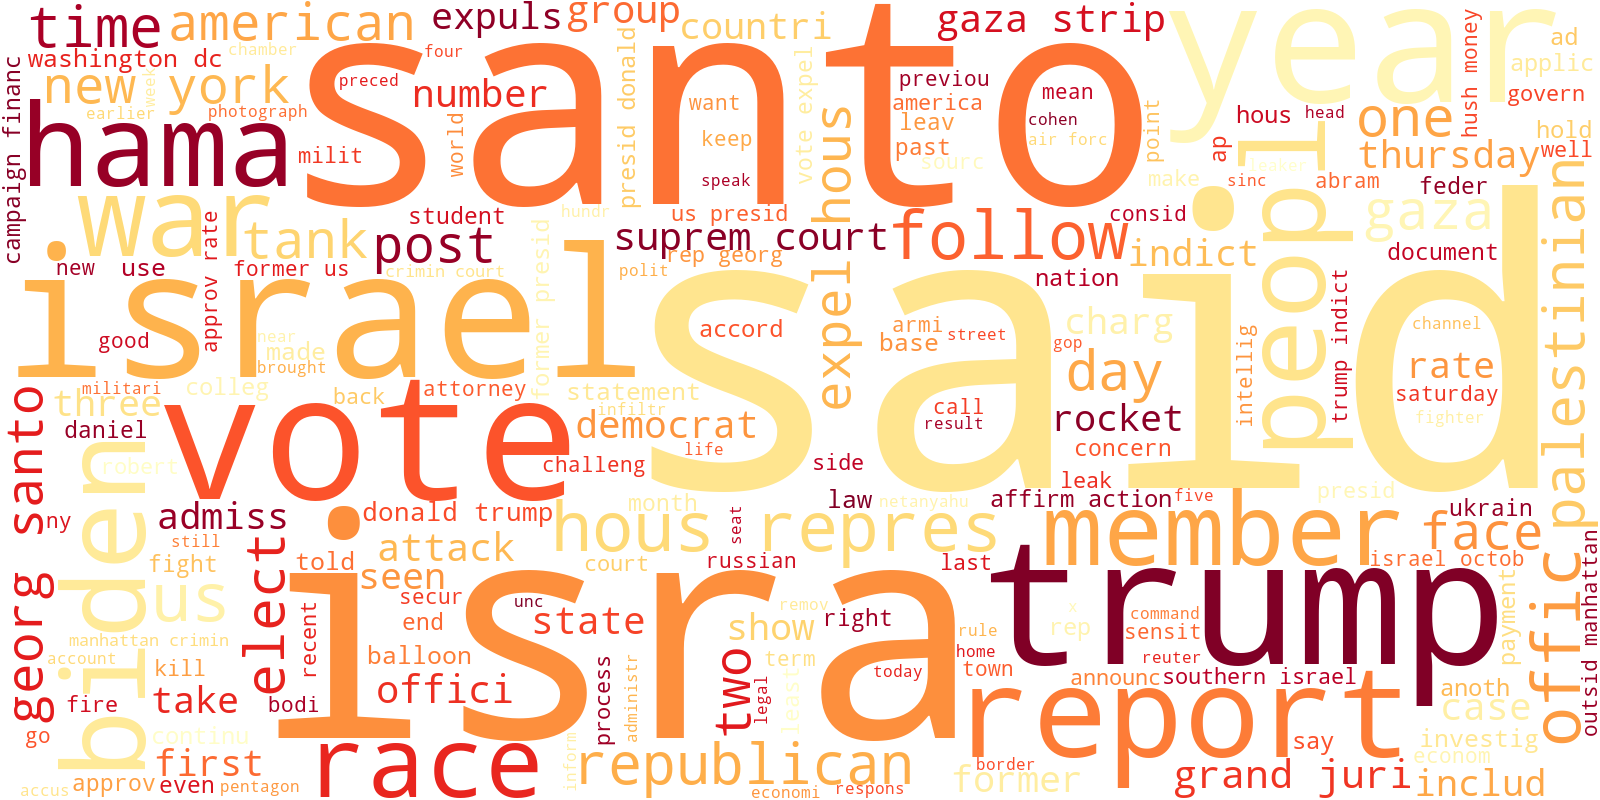 time
american
expuls
group
countri
gaza strip
year
ad
applic
washington dc
chamber
four
santo
presid donald
vote expel
previou
mean
hous
head
hush money
govern
campaign financ
new york
week
earlier
photograph
preced
number
want
america
cohen
one
hold
hama
milit
world
keep
leav
air forc
point
ap
thursday
well
past
sourc
speak
make
sinc
abram
leaker
feder
war
tank
student
post
hundr
us presid
suprem court
expel hous
follow
consid
indict
peopl
gaza
palestinian
document
approv rate
new
use
former us
crimin court
former presid
rep georg
polit
nation
israel
said
good
near
made
brought
accord
armi
base
street
charg
gop
intellig
trump indict
channel
rate
day
saturday
fighter
militari
colleg
attorney
back
statement
infiltr
call
result
rocket
three
daniel
vote
democrat
concern
robert
challeng
life
side
leak
georg santo
biden
month
law
netanyahu
affirm action
five
presid
ukrain
ny
admiss
donald trump
hous repres
seat
member
face
offic
still
elect
attack
told
seen
court
russian
last
israel octob
outsid manhattan
fight
us
isra
trump
secur
unc
remov
x
command
payment
recent
end
state
show
right
rule
rep
sensit
manhattan crimin
account
kill
balloon
term
today
home
town
reuter
take
offici
process
administr
two
legal
least
announc
southern israel
anoth
fire
bodi
report
case
go
continu
first
race
inform
republican
say
investig
econom
border
former
grand juri
includ
accus
approv
even
pentagon
economi
respons